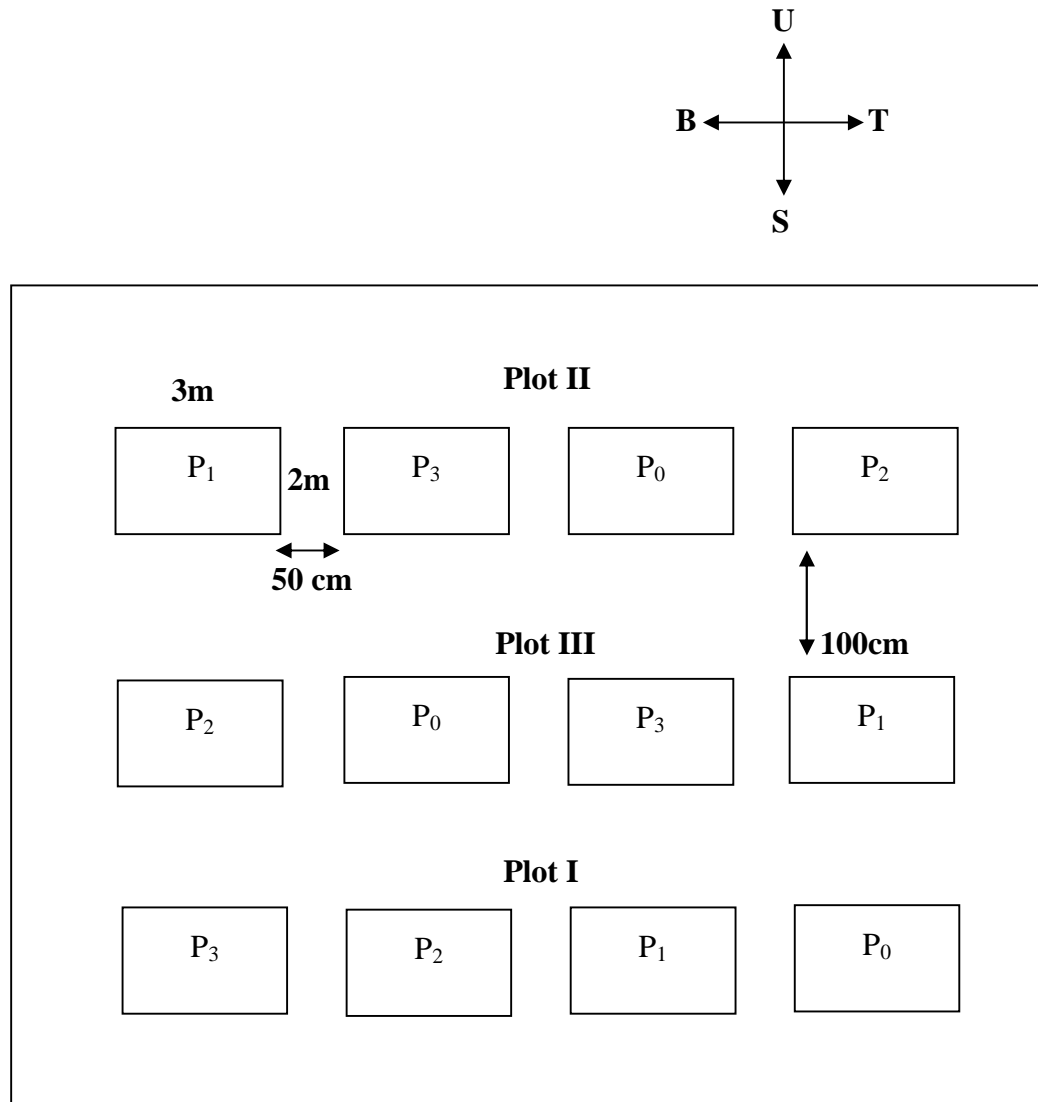 U
B T
S
Plot II
3m
P₁ 2m P₃ P₀ P₂
50 cm
Plot III 100cm
P₂ P₀ P₃ P₁
Plot I
P₃ P₂ P₁ P₀